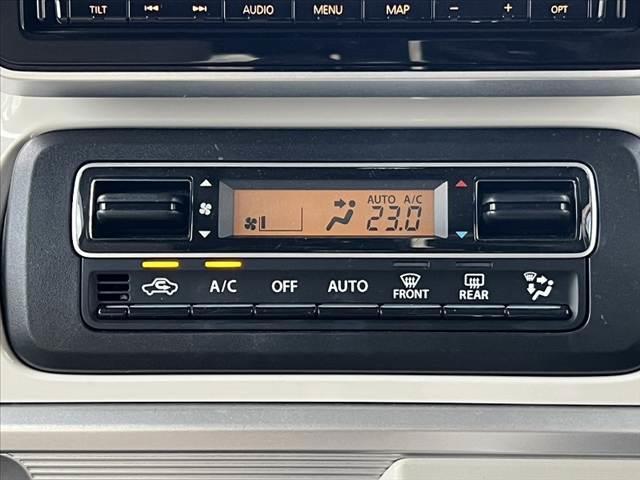 TILT AUDIO MENU MAP - + OPT
AUTO A/C
23.0
A/C OFF AUTO FRONT REAR